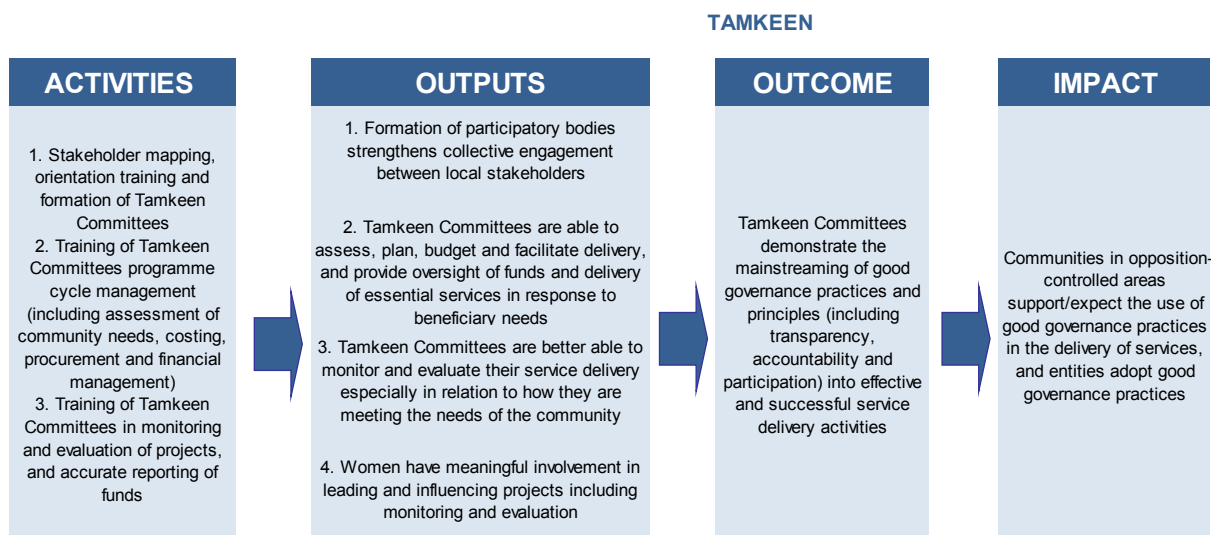 TAMKEEN
ACTIVITIES
1. Stakeholder mapping,
orientation training and
formation of Tamkeen
Committees
2. Training of Tamkeen
Committees programme
cycle management
(including assessment of
community needs, costing,
procurement and financial
management)
3. Training of Tamkeen
Committees in monitoring
and evaluation of projects,
and accurate reporting of
funds
OUTPUTS
1. Formation of participatory bodies
strengthens collective engagement
between local stakeholders
2. Tamkeen Committees are able to
assess, plan, budget and facilitate delivery,
and provide oversight of funds and delivery
of essential services in response to
beneficiary needs
3. Tamkeen Committees are better able to
monitor and evaluate their service delivery
especially in relation to how they are
meeting the needs of the community
4. Women have meaningful involvement in
leading and influencing projects including
monitoring and evaluation
OUTCOME
Tamkeen Committees
demonstrate the
mainstreaming of good
governance practices and
principles (including
transparency,
accountability and
participation) into effective
and successful service
delivery activities
IMPACT
Communities in opposition-
controlled areas
support/expect the use of
good governance practices
in the delivery of services,
and entities adopt good
governance practices